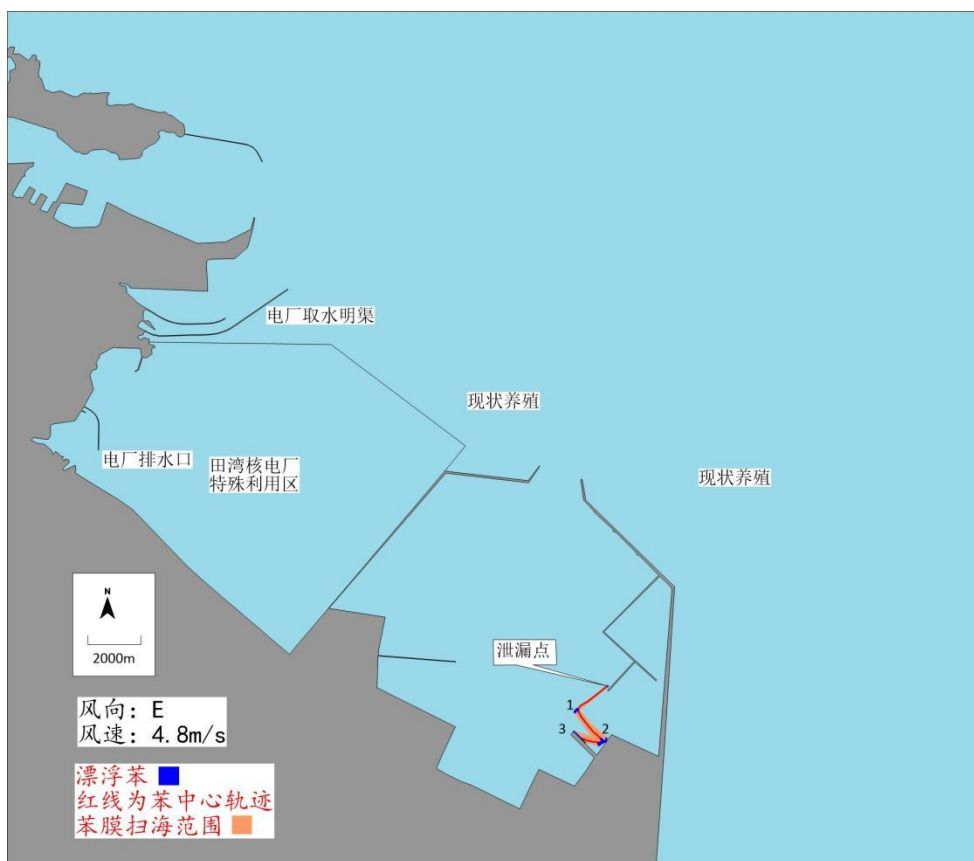 电厂取水明渠
现状养殖
电厂排水口
田湾核电厂
特殊利用区
现状养殖
N
2000m
泄漏点
1
2
3
风向: E
风速: 4.8m/s
漂浮苯
红线为苯中心轨迹
苯膜扫海范围